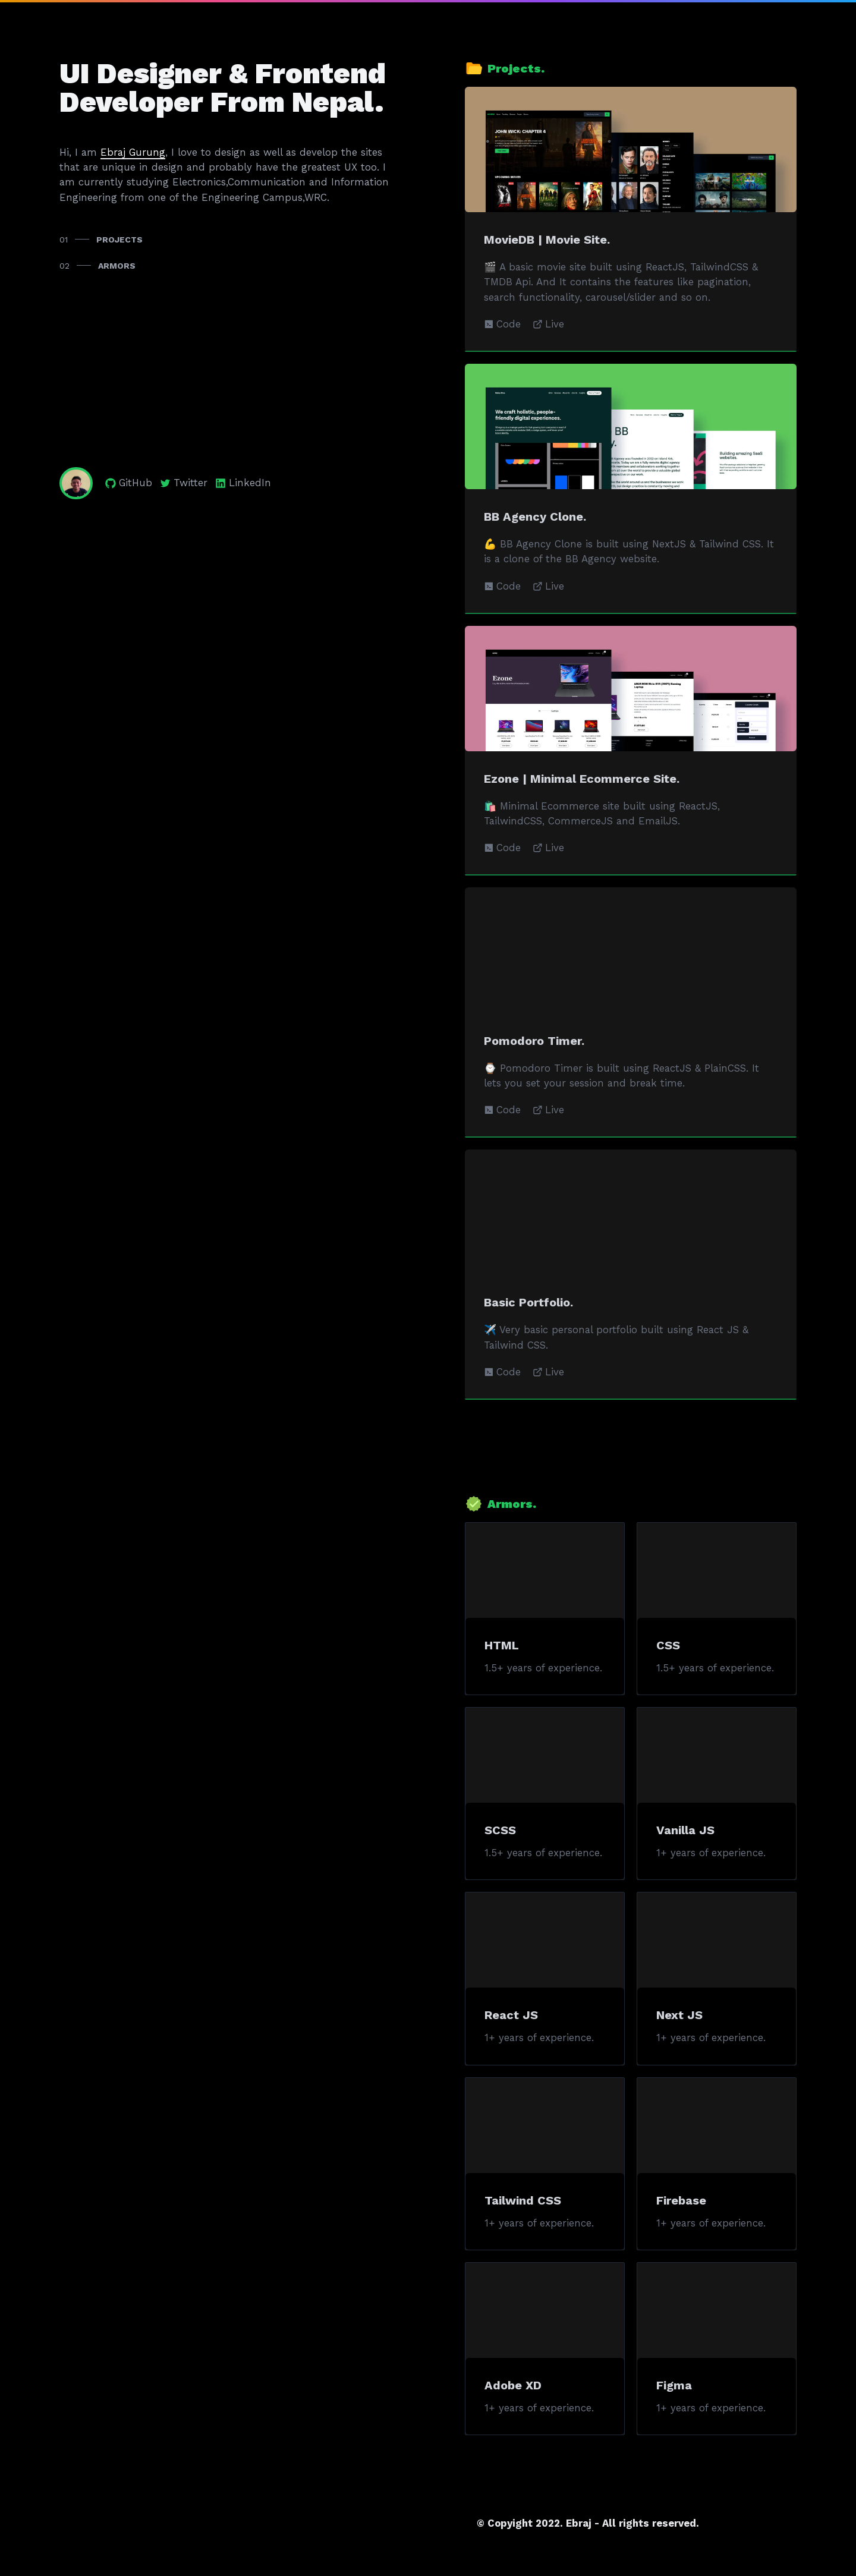 UI Designer & Frontend
Developer From Nepal.
Hi, I am Ebraj Gurung, I love to design as well as develop the sites
that are unique in design and probably have the greatest UX too. I
am currently studying Electronics,Communication and Information
Engineering from one of the Engineering Campus,WRC.
01 PROJECTS
02 ARMORS
GitHub Twitter LinkedIn
Projects.
JOHN WICK: CHAPTER 4
MovieDB | Movie Site.
🎬 A basic movie site built using ReactJS, TailwindCSS &
TMDB Api. And It contains the features like pagination,
search functionality, carousel/slider and so on.
Code Live
We craft holistic, people-
friendly digital experiences.
BB
Building amazing SaaS
websites.
BB Agency Clone.
💪 BB Agency Clone is built using NextJS & Tailwind CSS. It
is a clone of the BB Agency website.
Code Live
Ezone
Ezone | Minimal Ecommerce Site.
🛍️ Minimal Ecommerce site built using ReactJS,
TailwindCSS, CommerceJS and EmailJS.
Code Live
Pomodoro Timer.
⌚ Pomodoro Timer is built using ReactJS & PlainCSS. It
lets you set your session and break time.
Code Live
Basic Portfolio.
✈️ Very basic personal portfolio built using React JS &
Tailwind CSS.
Code Live
Armors.
HTML
1.5+ years of experience.
CSS
1.5+ years of experience.
SCSS
1.5+ years of experience.
Vanilla JS
1+ years of experience.
React JS
1+ years of experience.
Next JS
1+ years of experience.
Tailwind CSS
1+ years of experience.
Firebase
1+ years of experience.
Adobe XD
1+ years of experience.
Figma
1+ years of experience.
© Copyight 2022. Ebraj - All rights reserved.